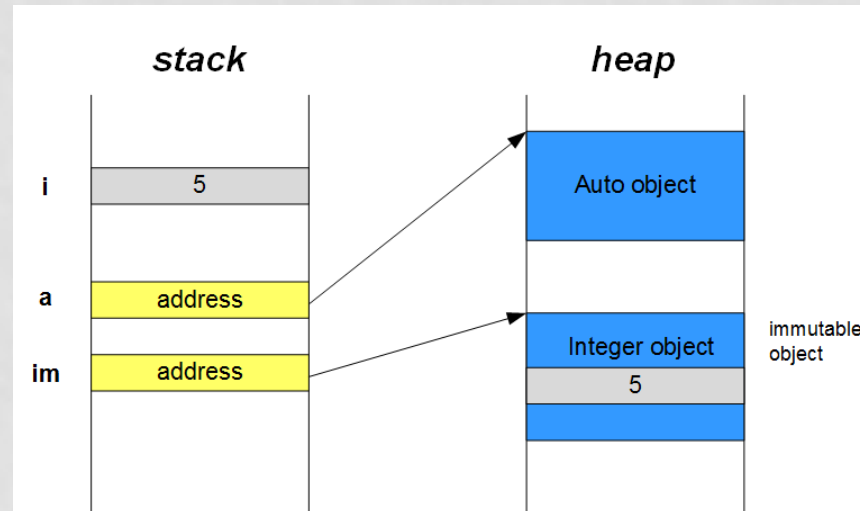 stack
heap
i
5
Auto object
a
address
im
address
Integer object
5
immutable
object